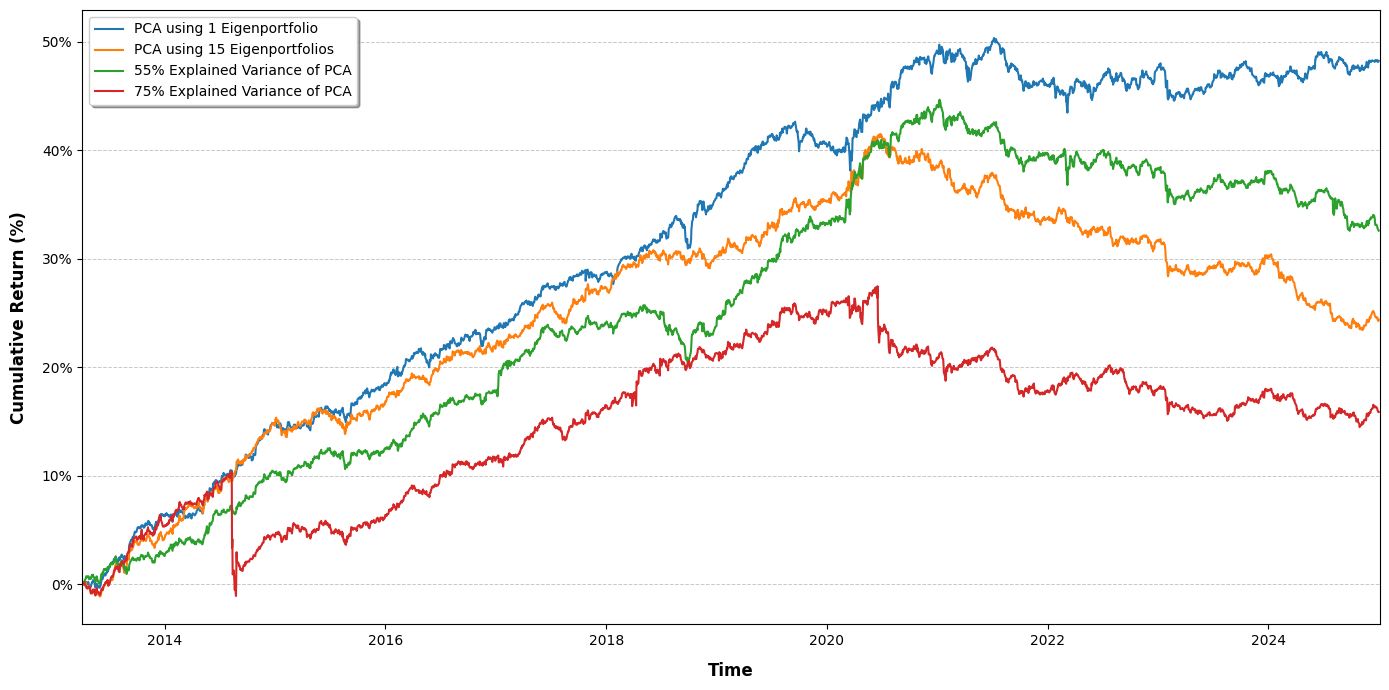 PCA using 1 Eigenportfolio
PCA using 15 Eigenportfolios
55% Explained Variance of PCA
75% Explained Variance of PCA
Cumulative Return (%)
50%
40%
30%
20%
10%
0%
2014 2016 2018 2020 2022 2024
Time